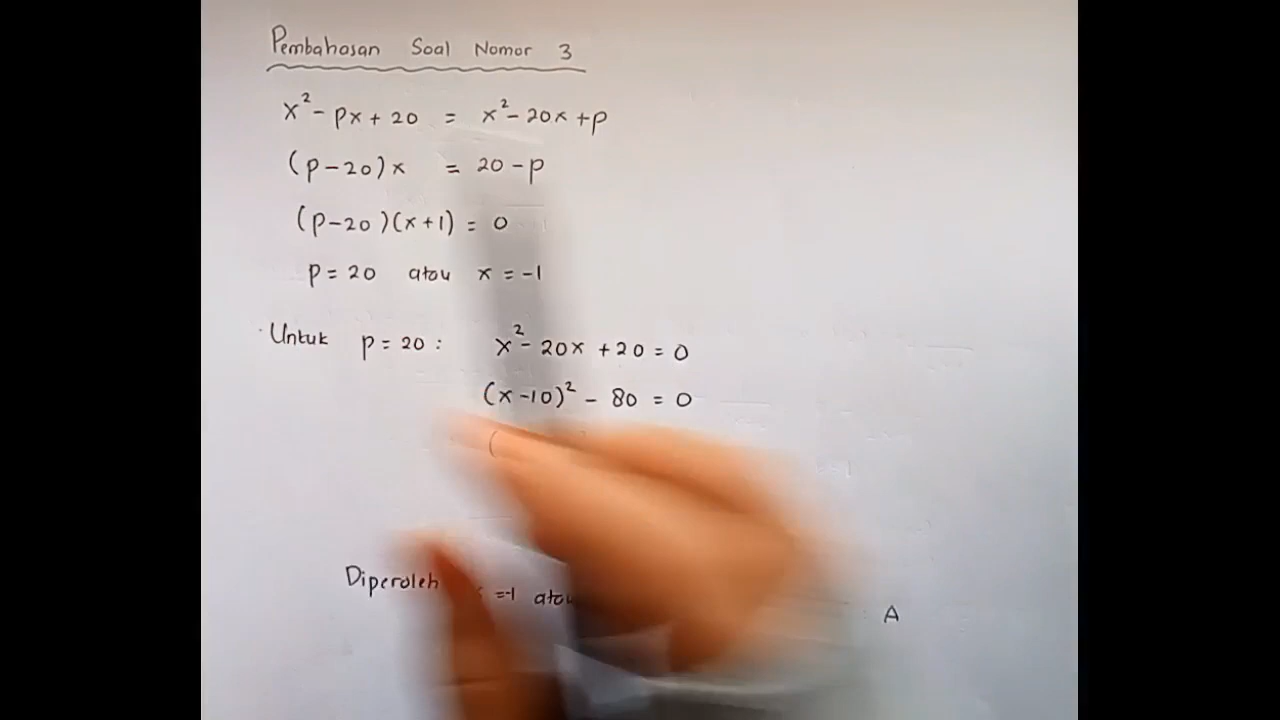 Pembahasan Soal Nomor 3
x² - px + 20 = x² - 20x + p
(p - 20) x = 20 - p
(p - 20)(x + 1) = 0
p = 20 atau x = -1
Untuk p = 20 : x² - 20x + 20 = 0
(x - 10)² - 80 = 0
(
Diperoleh = -1 atau
A